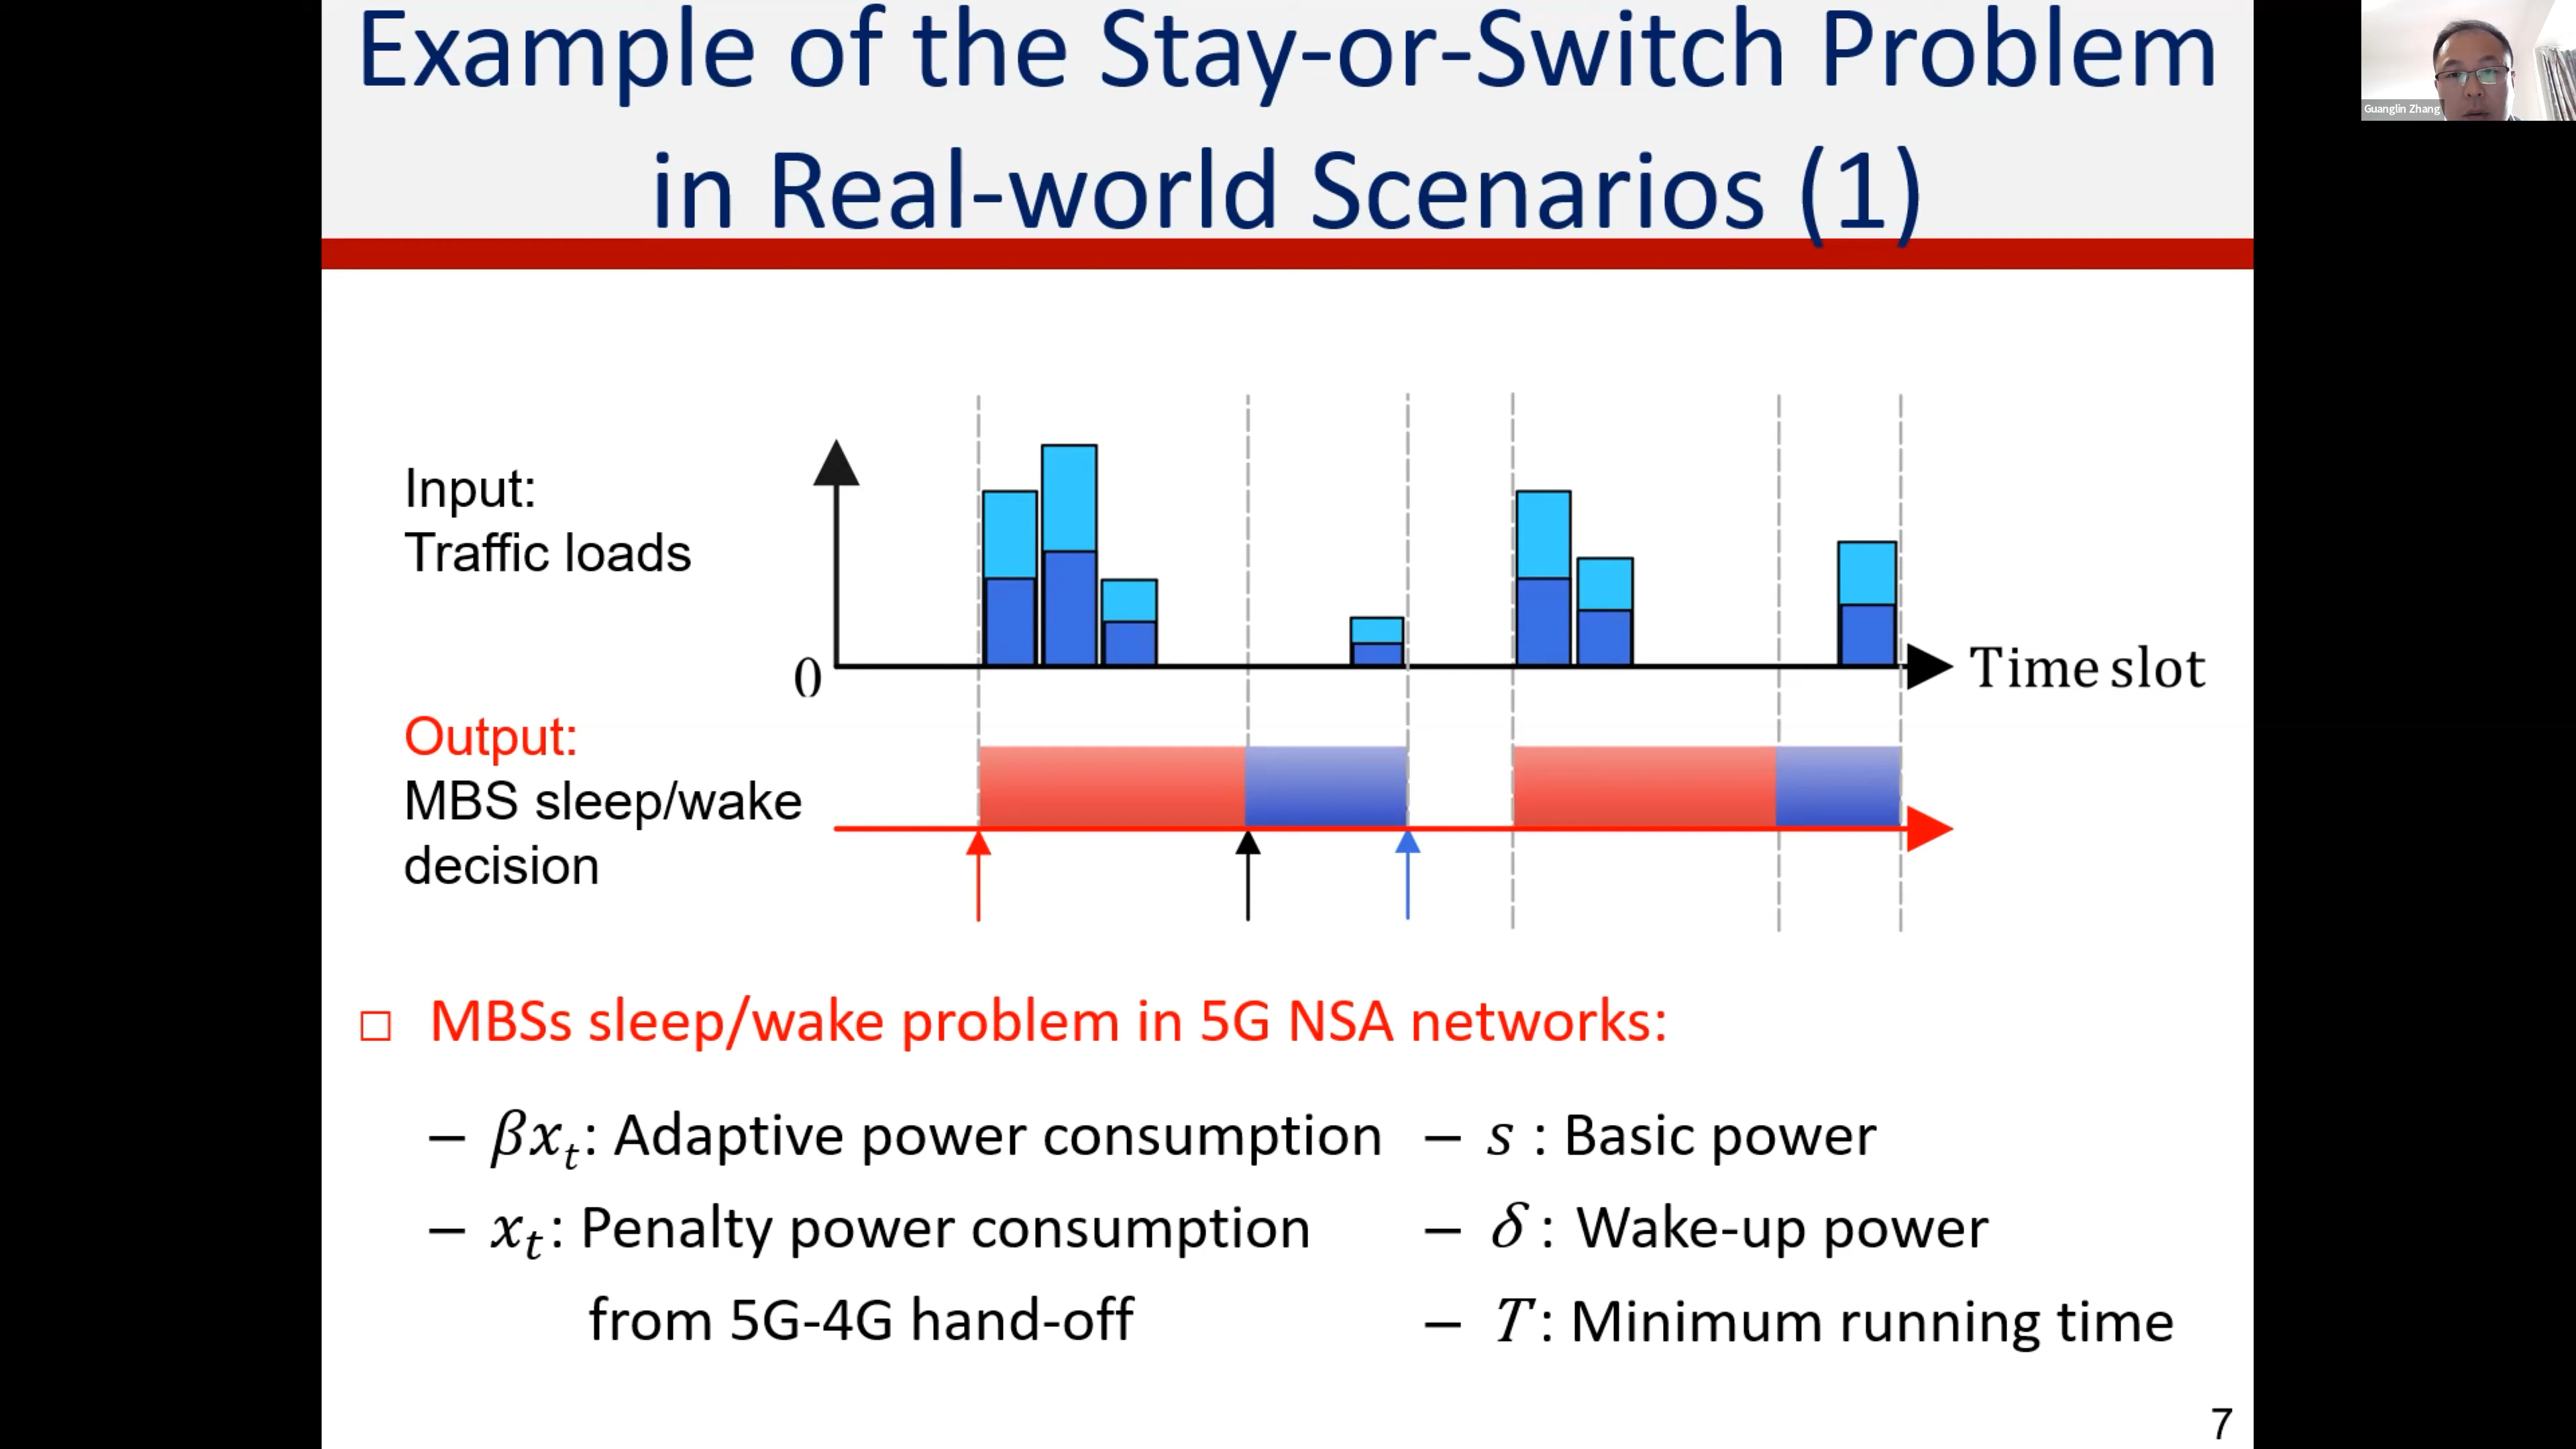 Example of the Stay-or-Switch Problem
in Real-world Scenarios (1)
Guanglin Zhang
Input:
Traffic loads
0
Time slot
Output:
MBS sleep/wake
decision
□ MBSs sleep/wake problem in 5G NSA networks:
– βxₜ: Adaptive power consumption
– xₜ: Penalty power consumption
from 5G-4G hand-off
– s : Basic power
– δ : Wake-up power
– T : Minimum running time
7